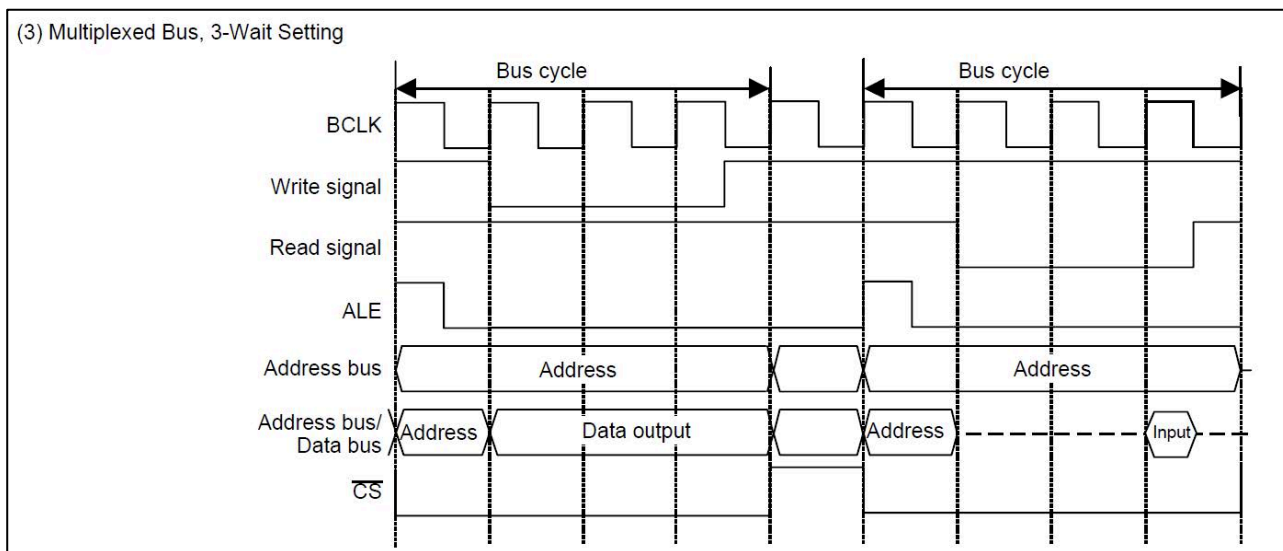 (3) Multiplexed Bus, 3-Wait Setting
Bus cycle
Bus cycle
BCLK
Write signal
Read signal
ALE
Address bus
Address
Address
Address bus/
Data bus
Address
Data output
Address
Input
CS